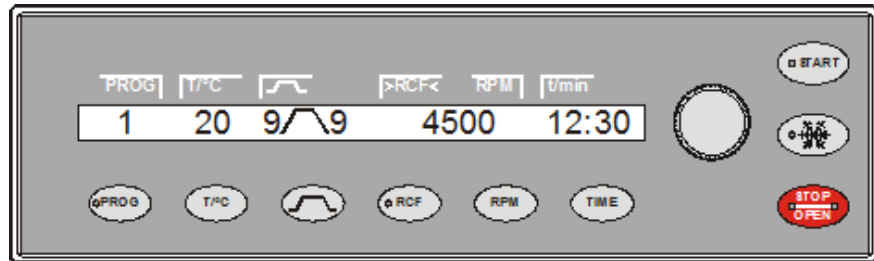 PROG T/°C >RCF< RPM t/min
1 20 9 9 4500 12:30
PROG T/°C RCF RPM TIME
START
STOP
OPEN